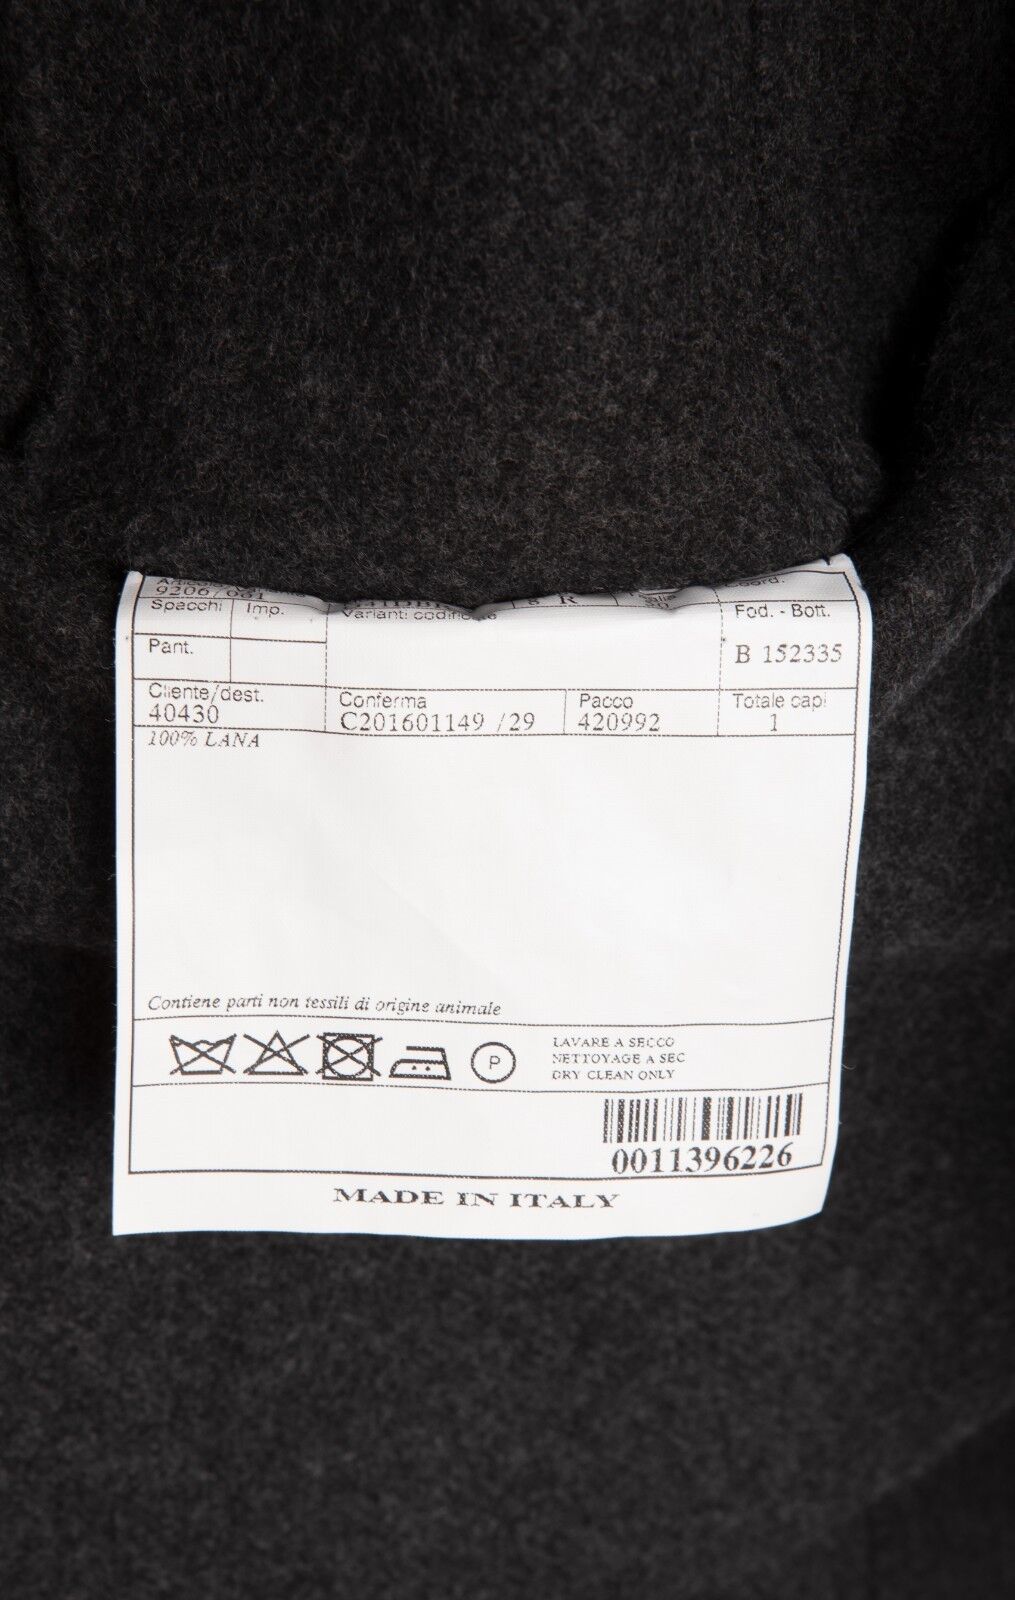 9206/061
8 R
Spacchi Imp. Varianti codificate Fod. - Bott.
Pant. B 152335
Cliente/dest. Conferma Pacco Totale capi
40430 C201601149 /29 420992 1
100% LANA
Contiene parti non tessili di origine animale
P
LAVARE A SECCO
NETTOYAGE A SEC
DRY CLEAN ONLY
0011396226
MADE IN ITALY